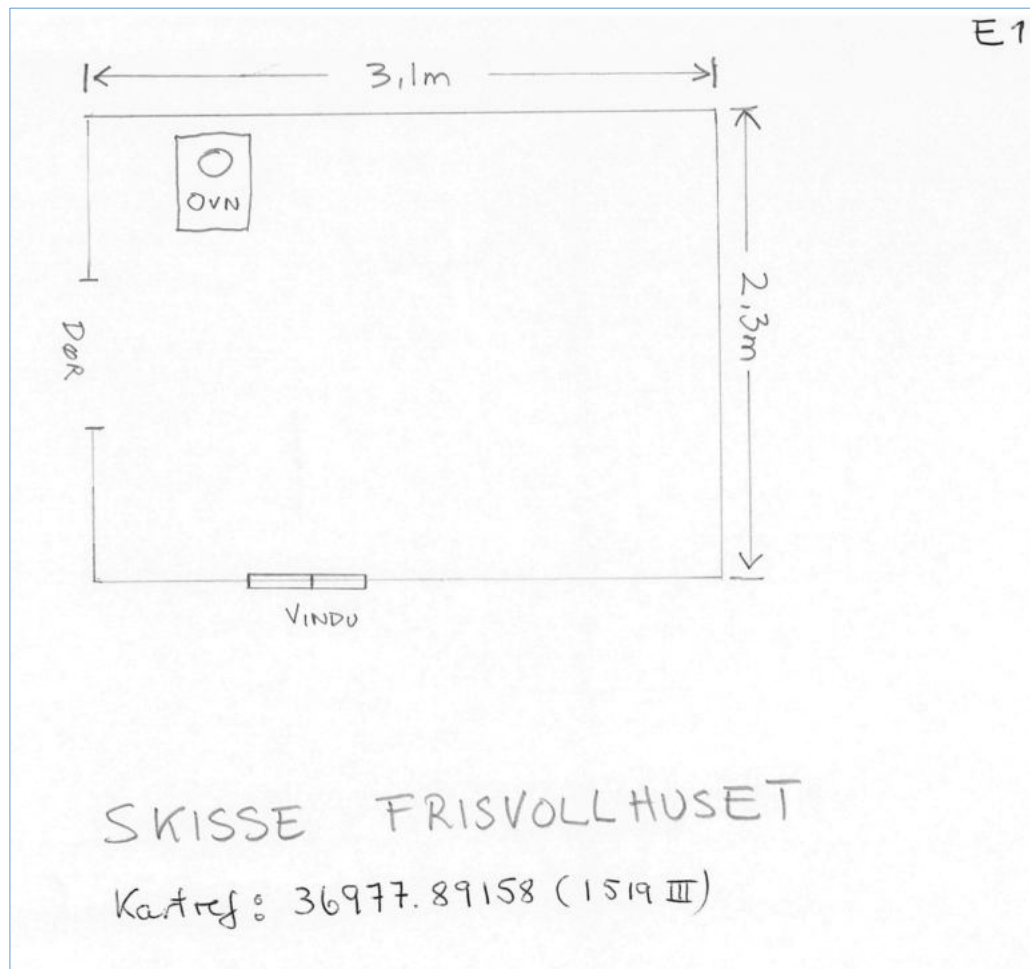 E1
3,1m
OVN
2,3m
DØR
VINDU
SKISSE FRISVOLLHUSET
Kartref: 36977.89158 (1519 III)